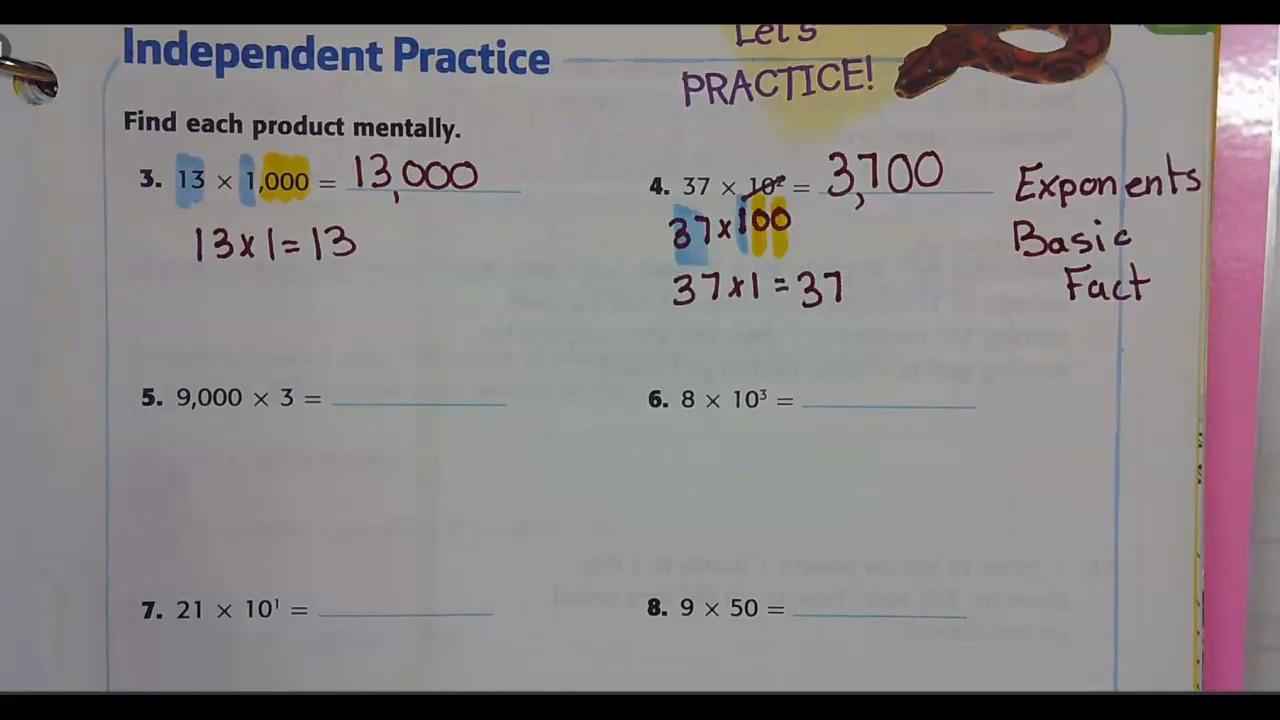 Independent Practice
Let's
PRACTICE!
Find each product mentally.
3. 13 × 1,000 = 13,000
13 x 1 = 13
4. 37 × 10² = 3,700
37 x 100
37 x 1 = 37
Exponents
Basic
Fact
5. 9,000 × 3 =
6. 8 × 10³ =
7. 21 × 10¹ =
8. 9 × 50 =